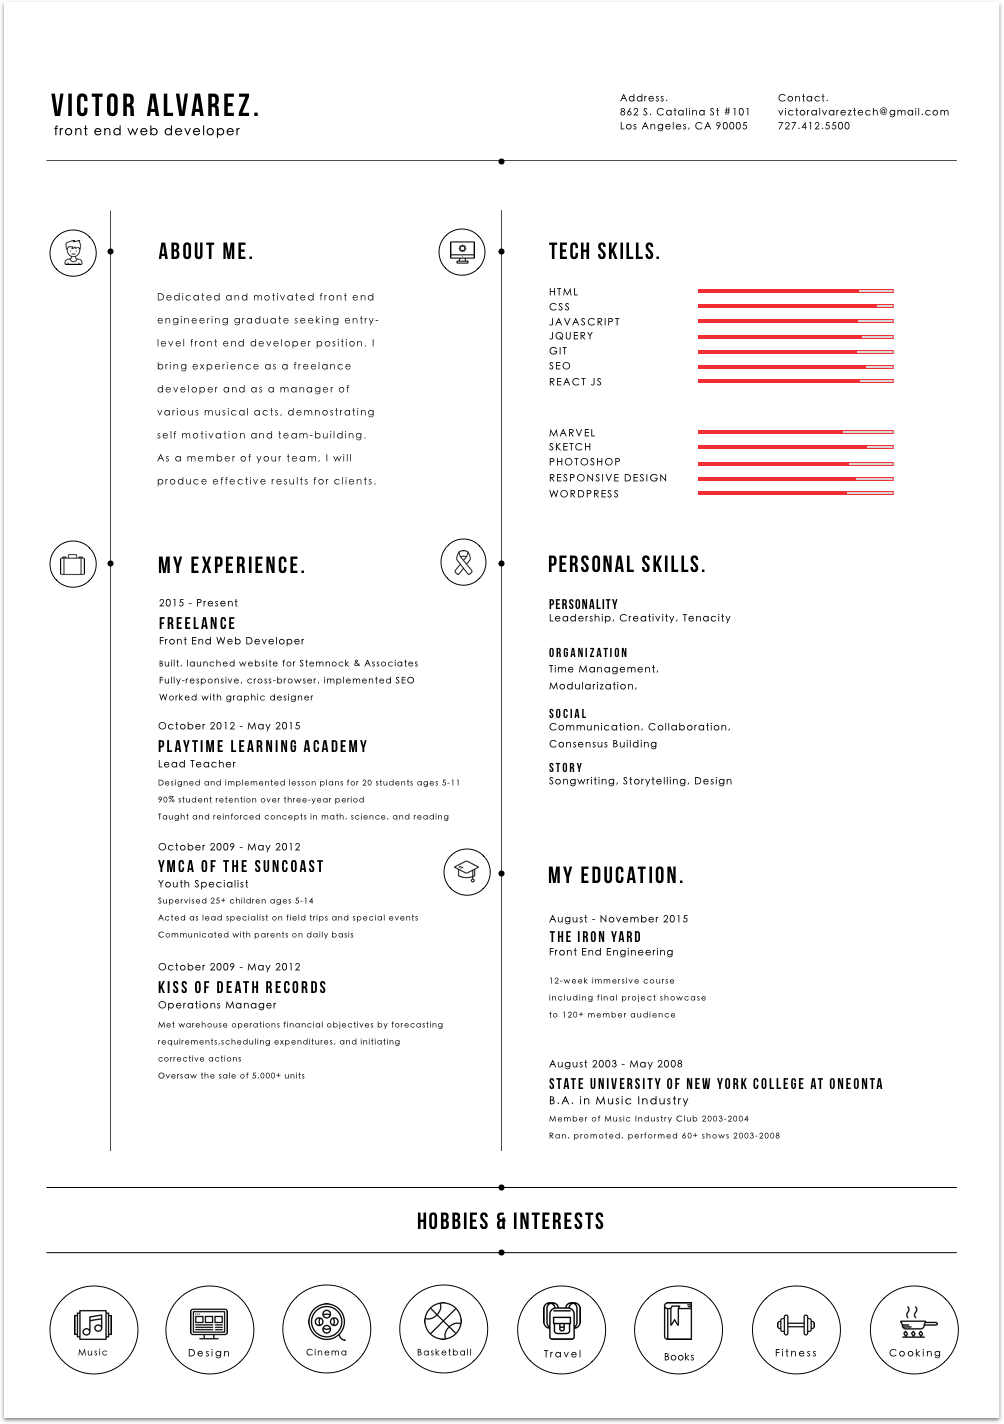 VICTOR ALVAREZ.
front end web developer
Address.
862 S. Catalina St #101
Los Angeles, CA 90005
Contact.
victoralvareztech@gmail.com
727.412.5500
ABOUT ME.
Dedicated and motivated front end
engineering graduate seeking entry-
level front end developer position. I
bring experience as a freelance
developer and as a manager of
various musical acts, demnostrating
self motivation and team-building.
As a member of your team, I will
produce effective results for clients.
MY EXPERIENCE.
2015 - Present
FREELANCE
Front End Web Developer
Built, launched website for Stemnock & Associates
Fully-responsive, cross-browser, implemented SEO
Worked with graphic designer
October 2012 - May 2015
PLAYTIME LEARNING ACADEMY
Lead Teacher
Designed and implemented lesson plans for 20 students ages 5-11
90% student retention over three-year period
Taught and reinforced concepts in math, science, and reading
October 2009 - May 2012
YMCA OF THE SUNCOAST
Youth Specialist
Supervised 25+ children ages 5-14
Acted as lead specialist on field trips and special events
Communicated with parents on daily basis
October 2009 - May 2012
KISS OF DEATH RECORDS
Operations Manager
Met warehouse operations financial objectives by forecasting
requirements,scheduling expenditures, and initiating
corrective actions
Oversaw the sale of 5,000+ units
TECH SKILLS.
HTML
CSS
JAVASCRIPT
JQUERY
GIT
SEO
REACT JS
MARVEL
SKETCH
PHOTOSHOP
RESPONSIVE DESIGN
WORDPRESS
PERSONAL SKILLS.
PERSONALITY
Leadership, Creativity, Tenacity
ORGANIZATION
Time Management,
Modularization,
SOCIAL
Communication, Collaboration,
Consensus Building
STORY
Songwriting, Storytelling, Design
MY EDUCATION.
August - November 2015
THE IRON YARD
Front End Engineering
12-week immersive course
including final project showcase
to 120+ member audience
August 2003 - May 2008
STATE UNIVERSITY OF NEW YORK COLLEGE AT ONEONTA
B.A. in Music Industry
Member of Music Industry Club 2003-2004
Ran, promoted, performed 60+ shows 2003-2008
HOBBIES & INTERESTS
Music
Design
Cinema
Basketball
Travel
Books
Fitness
Cooking